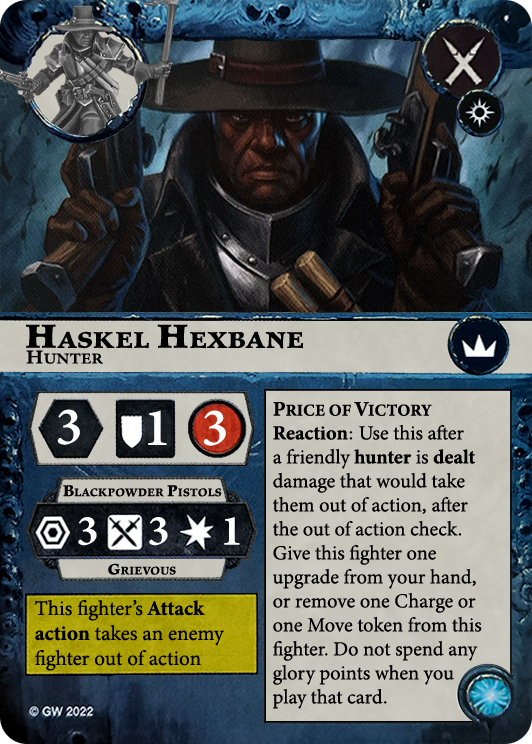 HASKEL HEXBANE
HUNTER
3 1 3
BLACKPOWDER PISTOLS
3 3 1
GRIEVOUS
This fighter's Attack
action takes an enemy
fighter out of action
© GW 2022
PRICE OF VICTORY
Reaction: Use this after
a friendly hunter is dealt
damage that would take
them out of action, after
the out of action check.
Give this fighter one
upgrade from your hand,
or remove one Charge or
one Move token from this
fighter. Do not spend any
glory points when you
play that card.